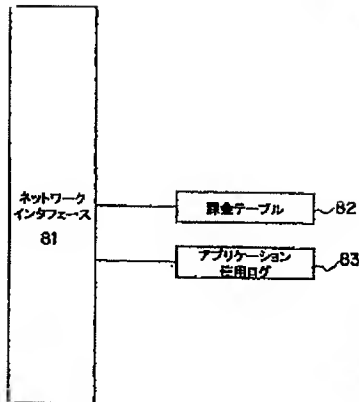 ネットワーク
インタフェース
81
課金テーブル
82
アプリケーション
使用ログ
83